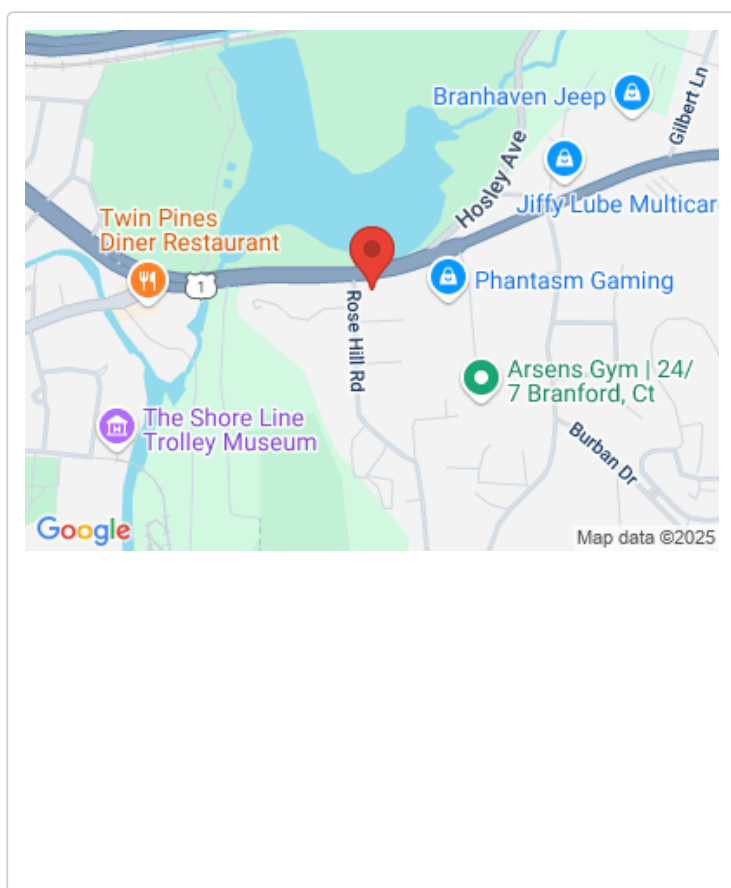 Branhaven Jeep
Gilbert Ln
Hosley Ave
Jiffy Lube Multicar
Twin Pines
Diner Restaurant
1
Phantasm Gaming
Rose Hill Rd
Arsens Gym | 24/
7 Branford, Ct
The Shore Line
Trolley Museum
Burban Dr
Google
Map data ©2025